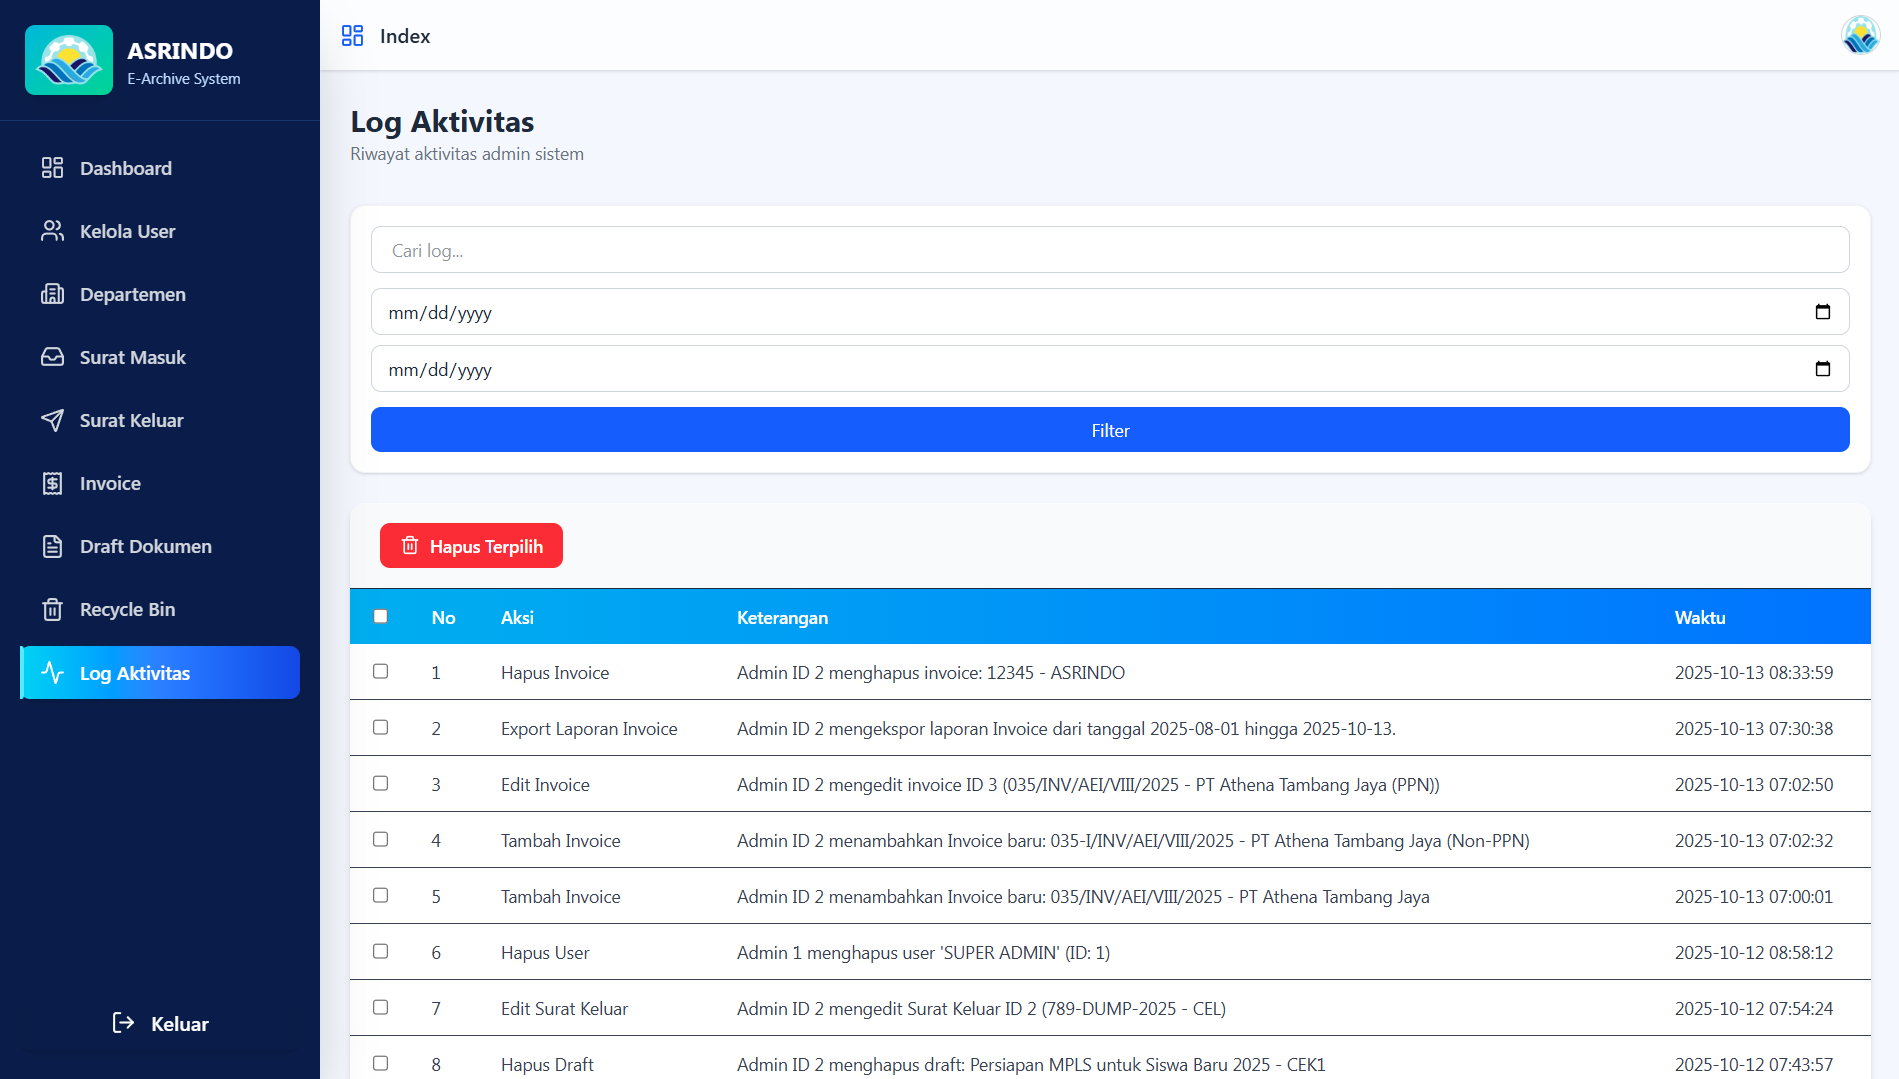 ASRINDO
E-Archive System
Dashboard
Kelola User
Departemen
Surat Masuk
Surat Keluar
Invoice
Draft Dokumen
Recycle Bin
Log Aktivitas
Keluar
Index
Log Aktivitas
Riwayat aktivitas admin sistem
Cari log...
mm/dd/yyyy
mm/dd/yyyy
Filter
Hapus Terpilih
No Aksi Keterangan Waktu
1 Hapus Invoice Admin ID 2 menghapus invoice: 12345 - ASRINDO 2025-10-13 08:33:59
2 Export Laporan Invoice Admin ID 2 mengekspor laporan Invoice dari tanggal 2025-08-01 hingga 2025-10-13. 2025-10-13 07:30:38
3 Edit Invoice Admin ID 2 mengedit invoice ID 3 (035/INV/AEI/VIII/2025 - PT Athena Tambang Jaya (PPN)) 2025-10-13 07:02:50
4 Tambah Invoice Admin ID 2 menambahkan Invoice baru: 035-I/INV/AEI/VIII/2025 - PT Athena Tambang Jaya (Non-PPN) 2025-10-13 07:02:32
5 Tambah Invoice Admin ID 2 menambahkan Invoice baru: 035/INV/AEI/VIII/2025 - PT Athena Tambang Jaya 2025-10-13 07:00:01
6 Hapus User Admin 1 menghapus user 'SUPER ADMIN' (ID: 1) 2025-10-12 08:58:12
7 Edit Surat Keluar Admin ID 2 mengedit Surat Keluar ID 2 (789-DUMP-2025 - CEL) 2025-10-12 07:54:24
8 Hapus Draft Admin ID 2 menghapus draft: Persiapan MPLS untuk Siswa Baru 2025 - CEK1 2025-10-12 07:43:57